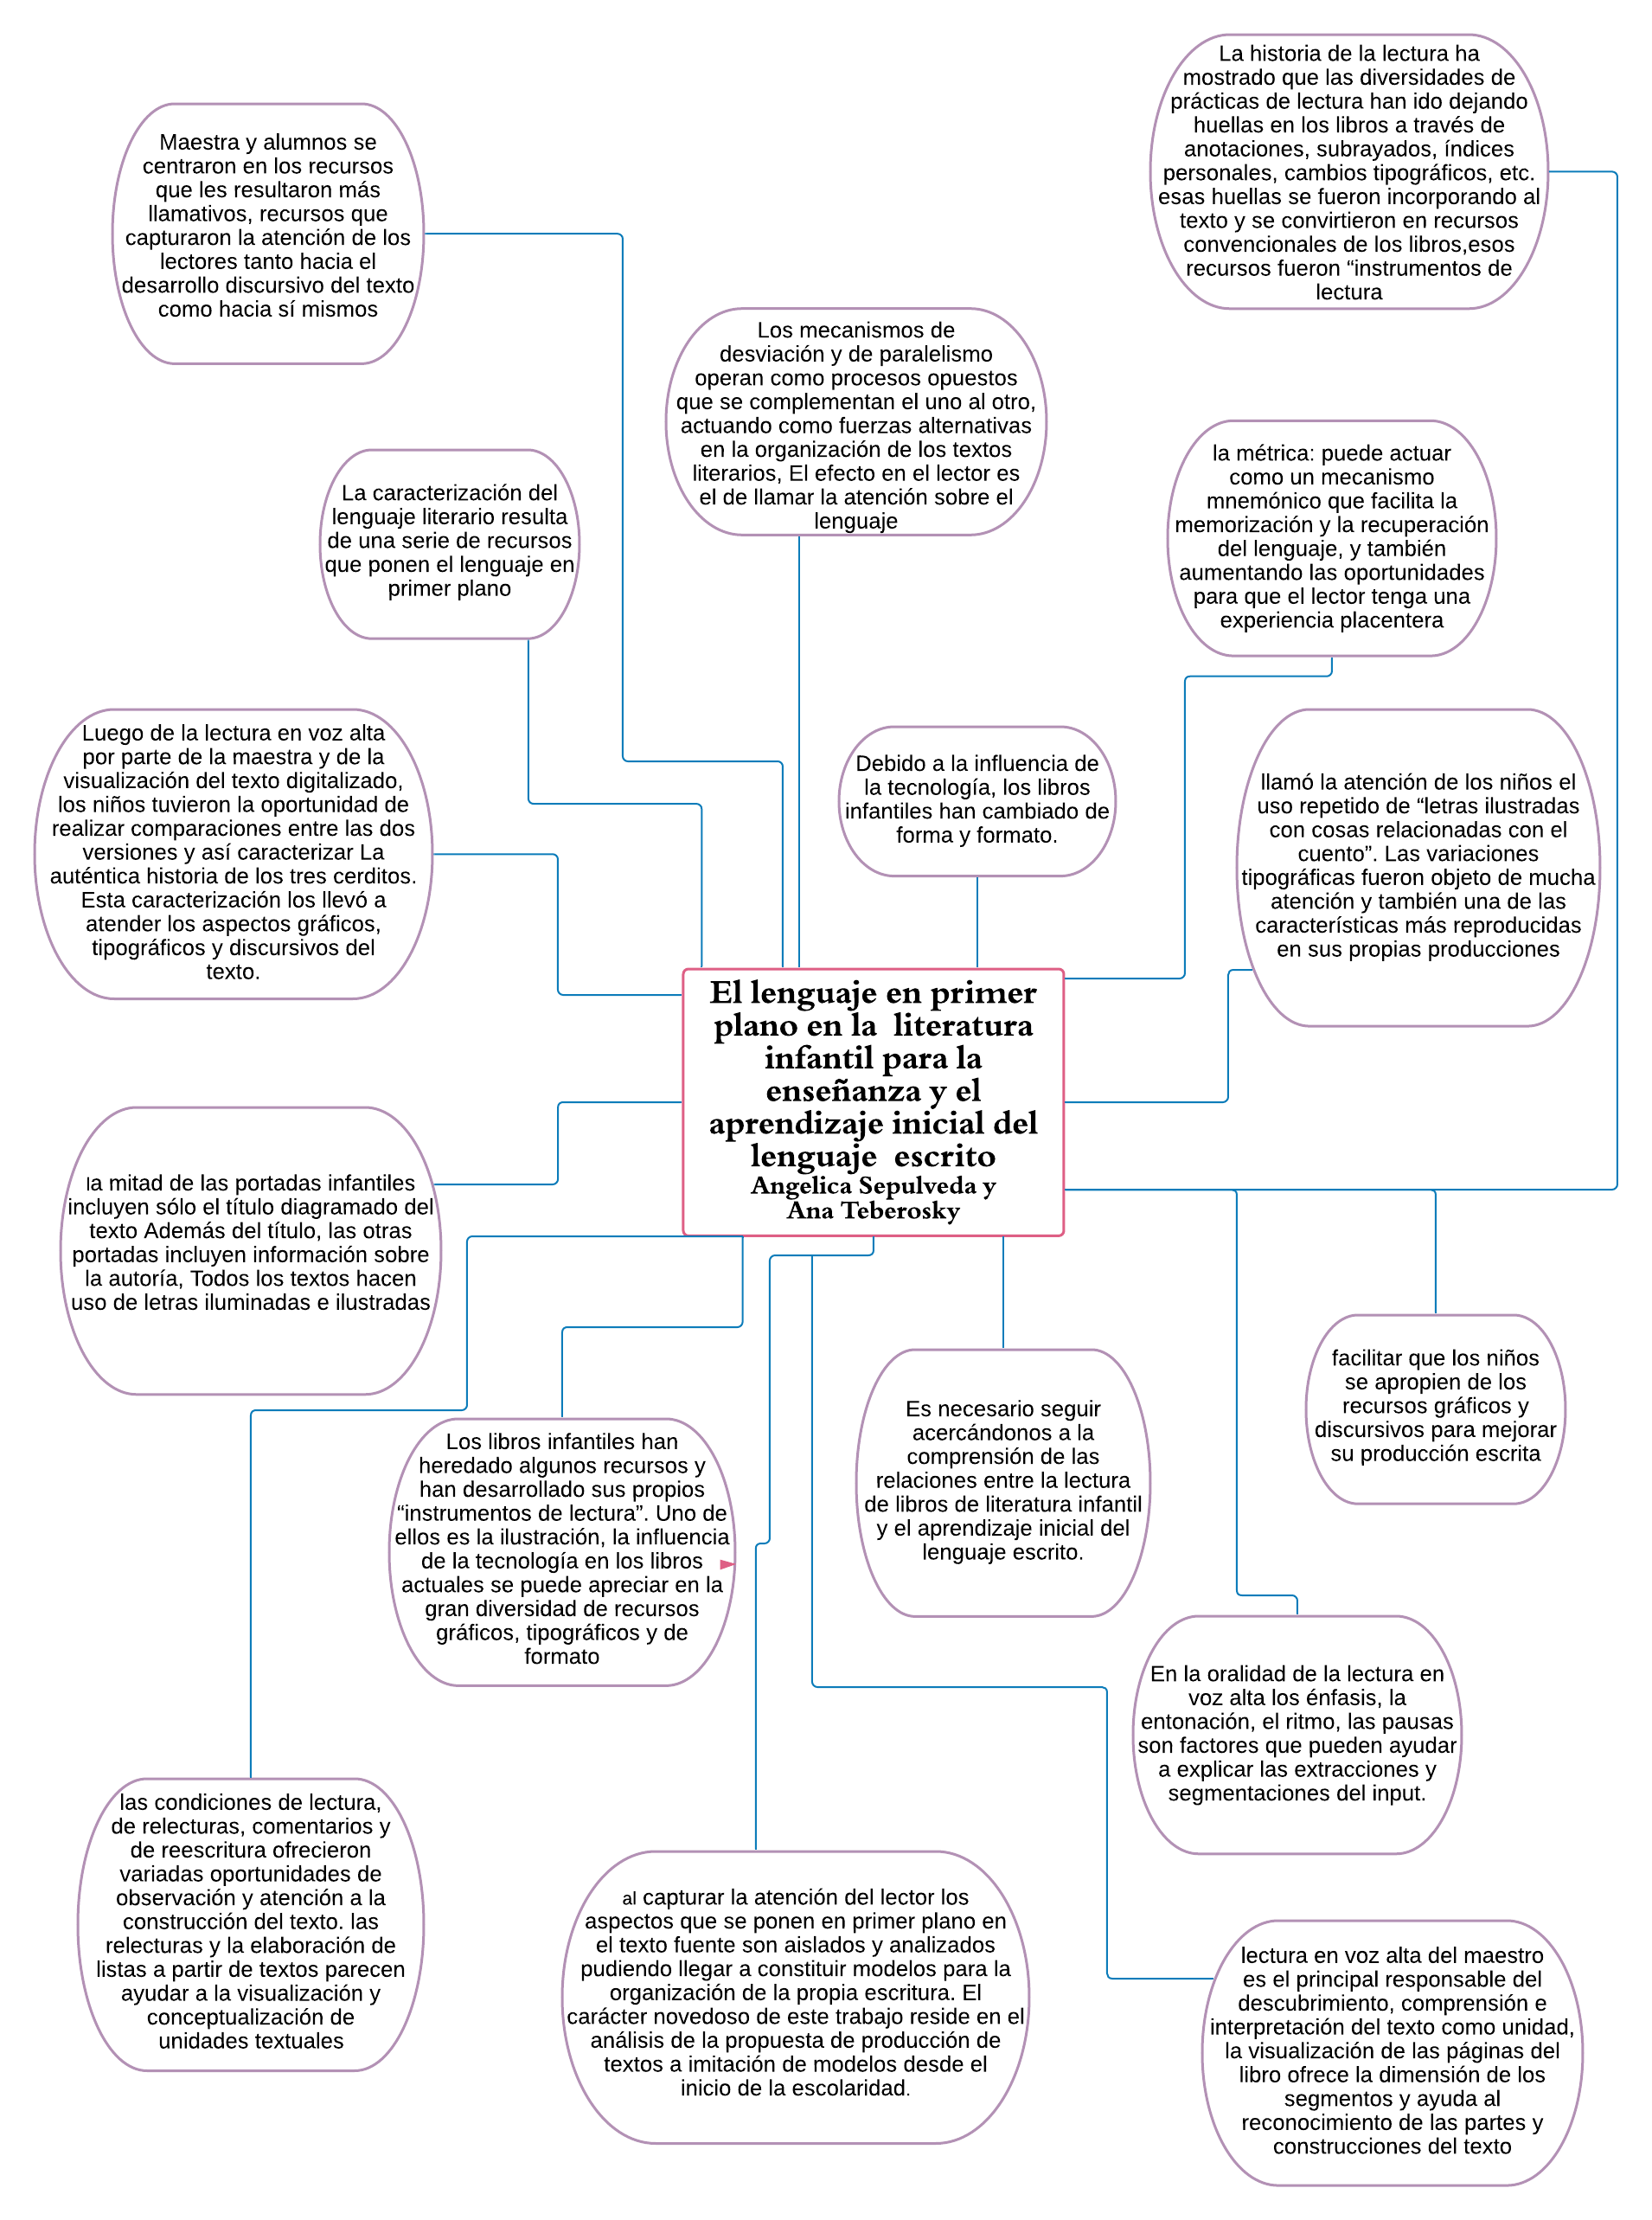 La historia de la lectura ha
mostrado que las diversidades de
prácticas de lectura han ido dejando
huellas en los libros a través de
anotaciones, subrayados, índices
personales, cambios tipográficos, etc.
esas huellas se fueron incorporando al
texto y se convirtieron en recursos
convencionales de los libros,esos
recursos fueron “instrumentos de
lectura
Maestra y alumnos se
centraron en los recursos
que les resultaron más
llamativos, recursos que
capturaron la atención de los
lectores tanto hacia el
desarrollo discursivo del texto
como hacia sí mismos
Los mecanismos de
desviación y de paralelismo
operan como procesos opuestos
que se complementan el uno al otro,
actuando como fuerzas alternativas
en la organización de los textos
literarios, El efecto en el lector es
el de llamar la atención sobre el
lenguaje
la métrica: puede actuar
como un mecanismo
mnemónico que facilita la
memorización y la recuperación
del lenguaje, y también
aumentando las oportunidades
para que el lector tenga una
experiencia placentera
La caracterización del
lenguaje literario resulta
de una serie de recursos
que ponen el lenguaje en
primer plano
Luego de la lectura en voz alta
por parte de la maestra y de la
visualización del texto digitalizado,
los niños tuvieron la oportunidad de
realizar comparaciones entre las dos
versiones y así caracterizar La
auténtica historia de los tres cerditos.
Esta caracterización los llevó a
atender los aspectos gráficos,
tipográficos y discursivos del
texto.
Debido a la influencia de
la tecnología, los libros
infantiles han cambiado de
forma y formato.
llamó la atención de los niños el
uso repetido de “letras ilustradas
con cosas relacionadas con el
cuento”. Las variaciones
tipográficas fueron objeto de mucha
atención y también una de las
características más reproducidas
en sus propias producciones
El lenguaje en primer
plano en la literatura
infantil para la
enseñanza y el
aprendizaje inicial del
lenguaje escrito
Angelica Sepulveda y
Ana Teberosky
la mitad de las portadas infantiles
incluyen sólo el título diagramado del
texto Además del título, las otras
portadas incluyen información sobre
la autoría, Todos los textos hacen
uso de letras iluminadas e ilustradas
facilitar que los niños
se apropien de los
recursos gráficos y
discursivos para mejorar
su producción escrita
Es necesario seguir
acercándonos a la
comprensión de las
relaciones entre la lectura
de libros de literatura infantil
y el aprendizaje inicial del
lenguaje escrito.
Los libros infantiles han
heredado algunos recursos y
han desarrollado sus propios
“instrumentos de lectura”. Uno de
ellos es la ilustración, la influencia
de la tecnología en los libros
actuales se puede apreciar en la
gran diversidad de recursos
gráficos, tipográficos y de
formato
En la oralidad de la lectura en
voz alta los énfasis, la
entonación, el ritmo, las pausas
son factores que pueden ayudar
a explicar las extracciones y
segmentaciones del input.
las condiciones de lectura,
de relecturas, comentarios y
de reescritura ofrecieron
variadas oportunidades de
observación y atención a la
construcción del texto. las
relecturas y la elaboración de
listas a partir de textos parecen
ayudar a la visualización y
conceptualización de
unidades textuales
al capturar la atención del lector los
aspectos que se ponen en primer plano en
el texto fuente son aislados y analizados
pudiendo llegar a constituir modelos para la
organización de la propia escritura. El
carácter novedoso de este trabajo reside en el
análisis de la propuesta de producción de
textos a imitación de modelos desde el
inicio de la escolaridad.
lectura en voz alta del maestro
es el principal responsable del
descubrimiento, comprensión e
interpretación del texto como unidad,
la visualización de las páginas del
libro ofrece la dimensión de los
segmentos y ayuda al
reconocimiento de las partes y
construcciones del texto